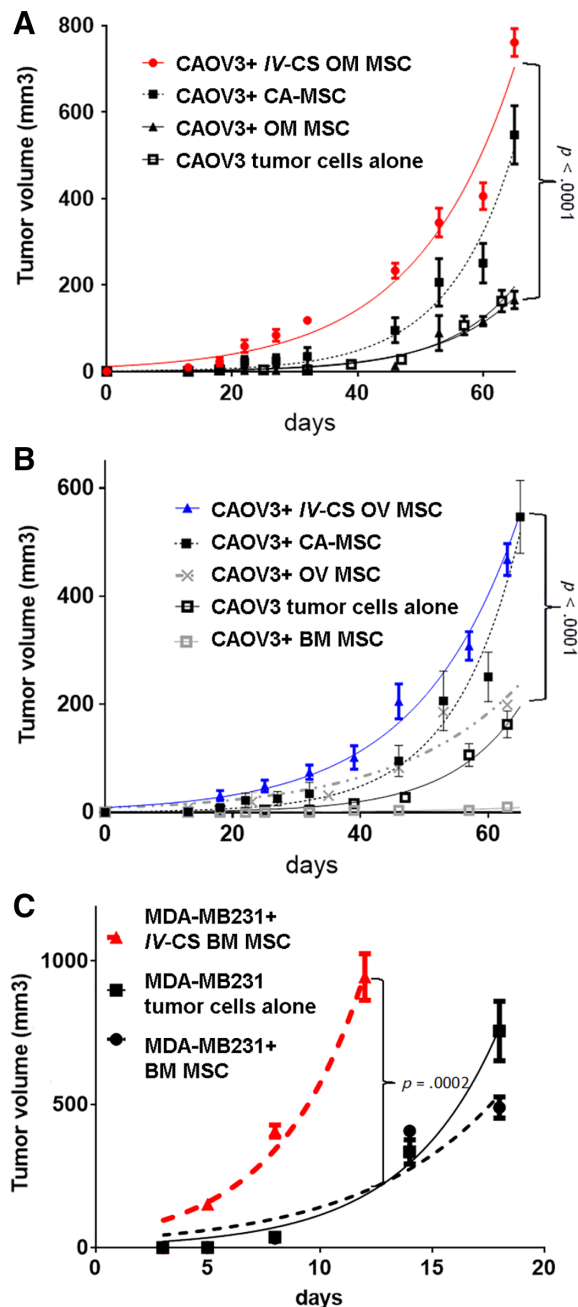 A
Tumor volume (mm3)
800
600
400
200
0
CAOV3+ IV-CS OM MSC
CAOV3+ CA-MSC
CAOV3+ OM MSC
CAOV3 tumor cells alone
p < .0001
0
20
40
60
days
B
Tumor volume (mm3)
600
400
200
0
CAOV3+ IV-CS OV MSC
CAOV3+ CA-MSC
CAOV3+ OV MSC
CAOV3 tumor cells alone
CAOV3+ BM MSC
p < .0001
0
20
40
60
days
C
Tumor volume (mm3)
1000
500
0
MDA-MB231+
IV-CS BM MSC
MDA-MB231
tumor cells alone
MDA-MB231+
BM MSC
p = .0002
0
5
10
15
20
days